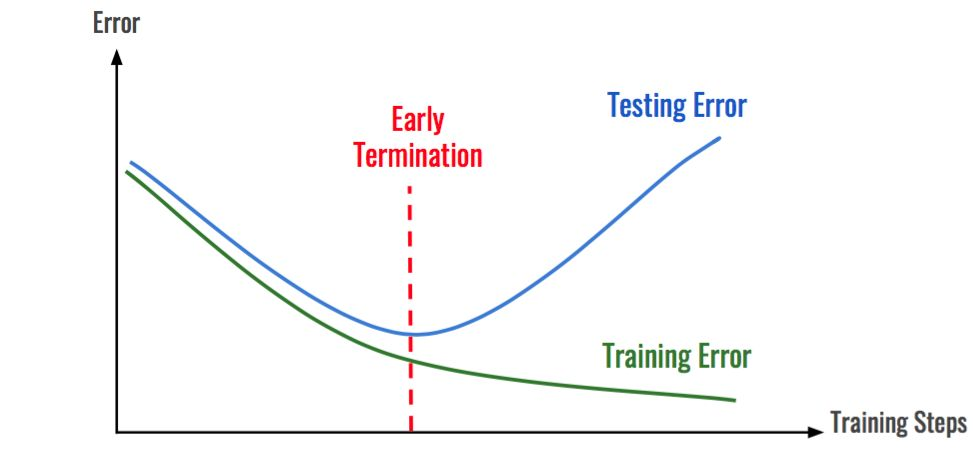 Error
Testing Error
Early
Termination
Training Error
Training Steps